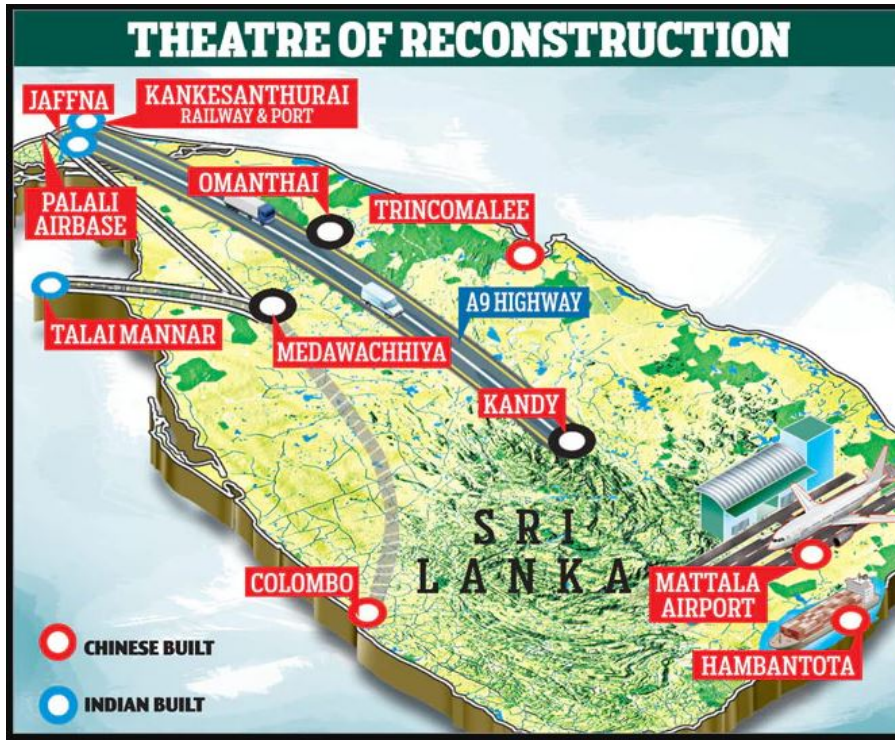 THEATRE OF RECONSTRUCTION
JAFFNA
KANKESANTHURAI
RAILWAY & PORT
PALALI
AIRBASE
OMANTHAI
TRINCOMALEE
TALAI MANNAR
MEDAWACHHIYA
A9 HIGHWAY
KANDY
SRI
LANKA
COLOMBO
MATTALA
AIRPORT
HAMBANTOTA
CHINESE BUILT
INDIAN BUILT